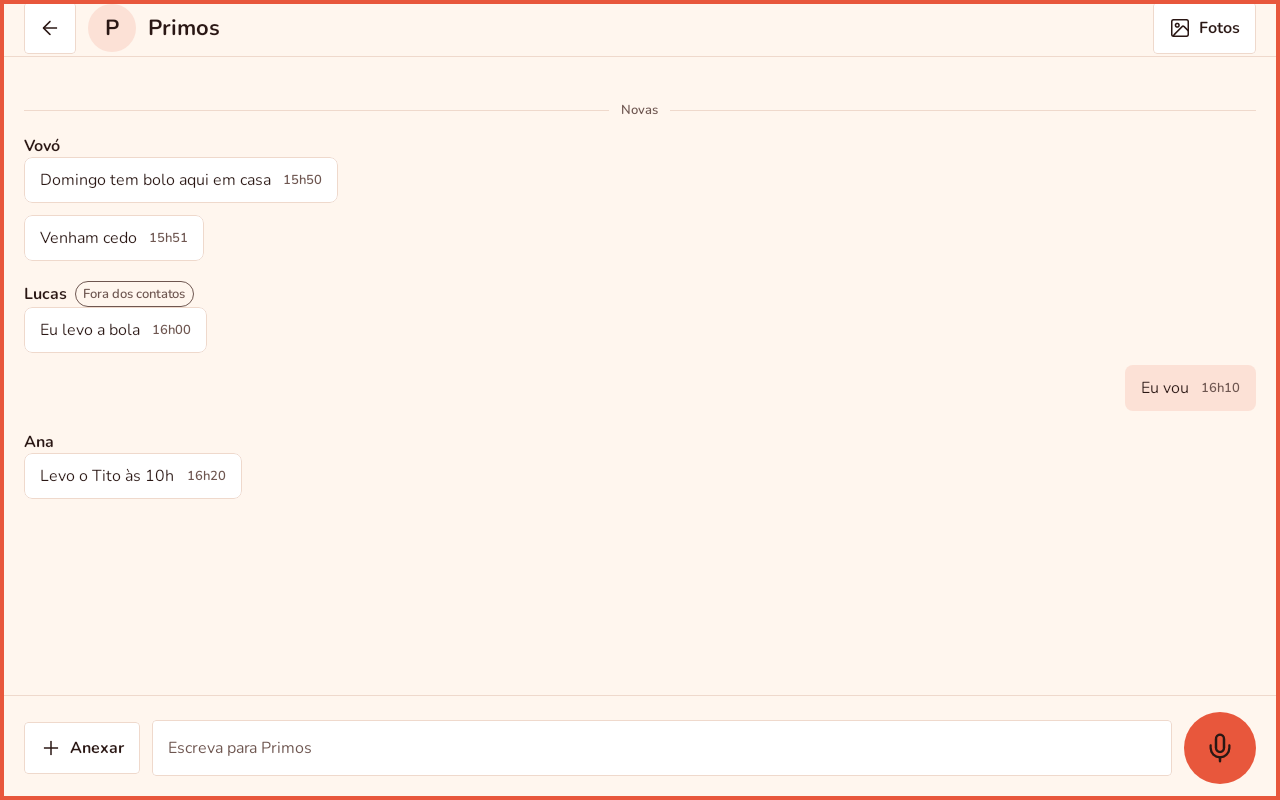 P Primos
Fotos
Novas
Vovó
Domingo tem bolo aqui em casa 15h50
Venham cedo 15h51
Lucas Fora dos contatos
Eu levo a bola 16h00
Eu vou 16h10
Ana
Levo o Tito às 10h 16h20
Anexar
Escreva para Primos